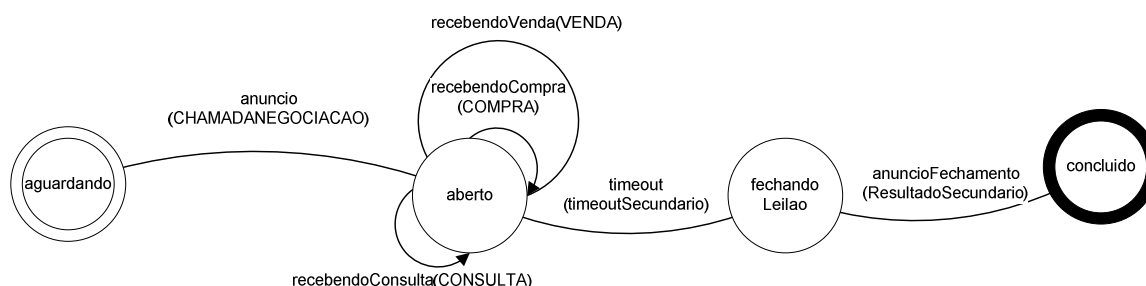 recebendoVenda(VENDA)
recebendoCompra
(COMPRA)
anuncio
(CHAMADANEGOCIACAO)
aguardando
aberto
timeout
(timeoutSecundario)
fechando
Leilao
anuncioFechamento
(ResultadoSecundario)
concluido
recebendoConsulta(CONSULTA)